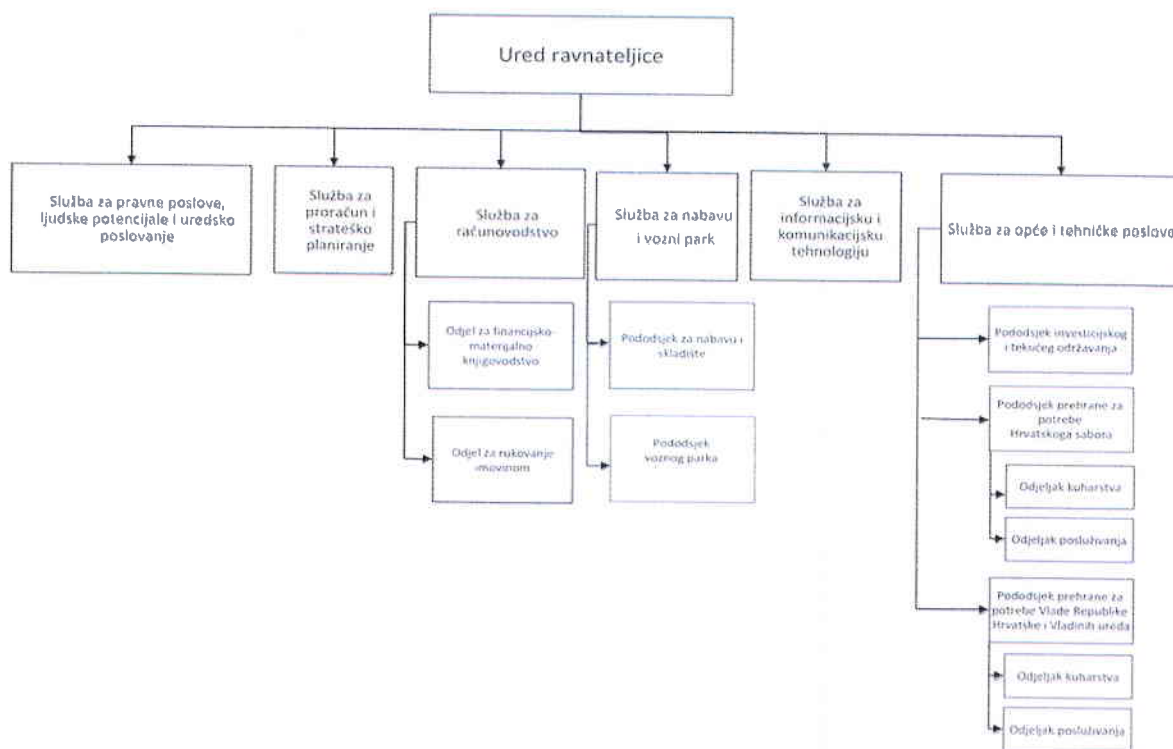 Ured ravnateljice
Služba za pravne poslove,
ljudske potencijale i uredsko
poslovanje
Služba za
proračun i
strateško
planiranje
Služba za
računovodstvo
Služba za nabavu
i vozni park
Služba za
informacijsku i
komunikacijsku
tehnologiju
Služba za opće i tehničke poslove
Odjel za financijsko-
materijalno
knjigovodstvo
Odjel za rukovanje
imovinom
Pododsjek za nabavu i
skladište
Pododsjek
voznog parka
Pododsjek investicijskog
i tekućeg održavanja
Pododsjek prehrane za
potrebe
Hrvatskoga sabora
Odjeljak kuharstva
Odjeljak posluživanja
Pododsjek prehrane za
potrebe Vlade Republike
Hrvatske i Vladinih ureda
Odjeljak kuharstva
Odjeljak posluživanja